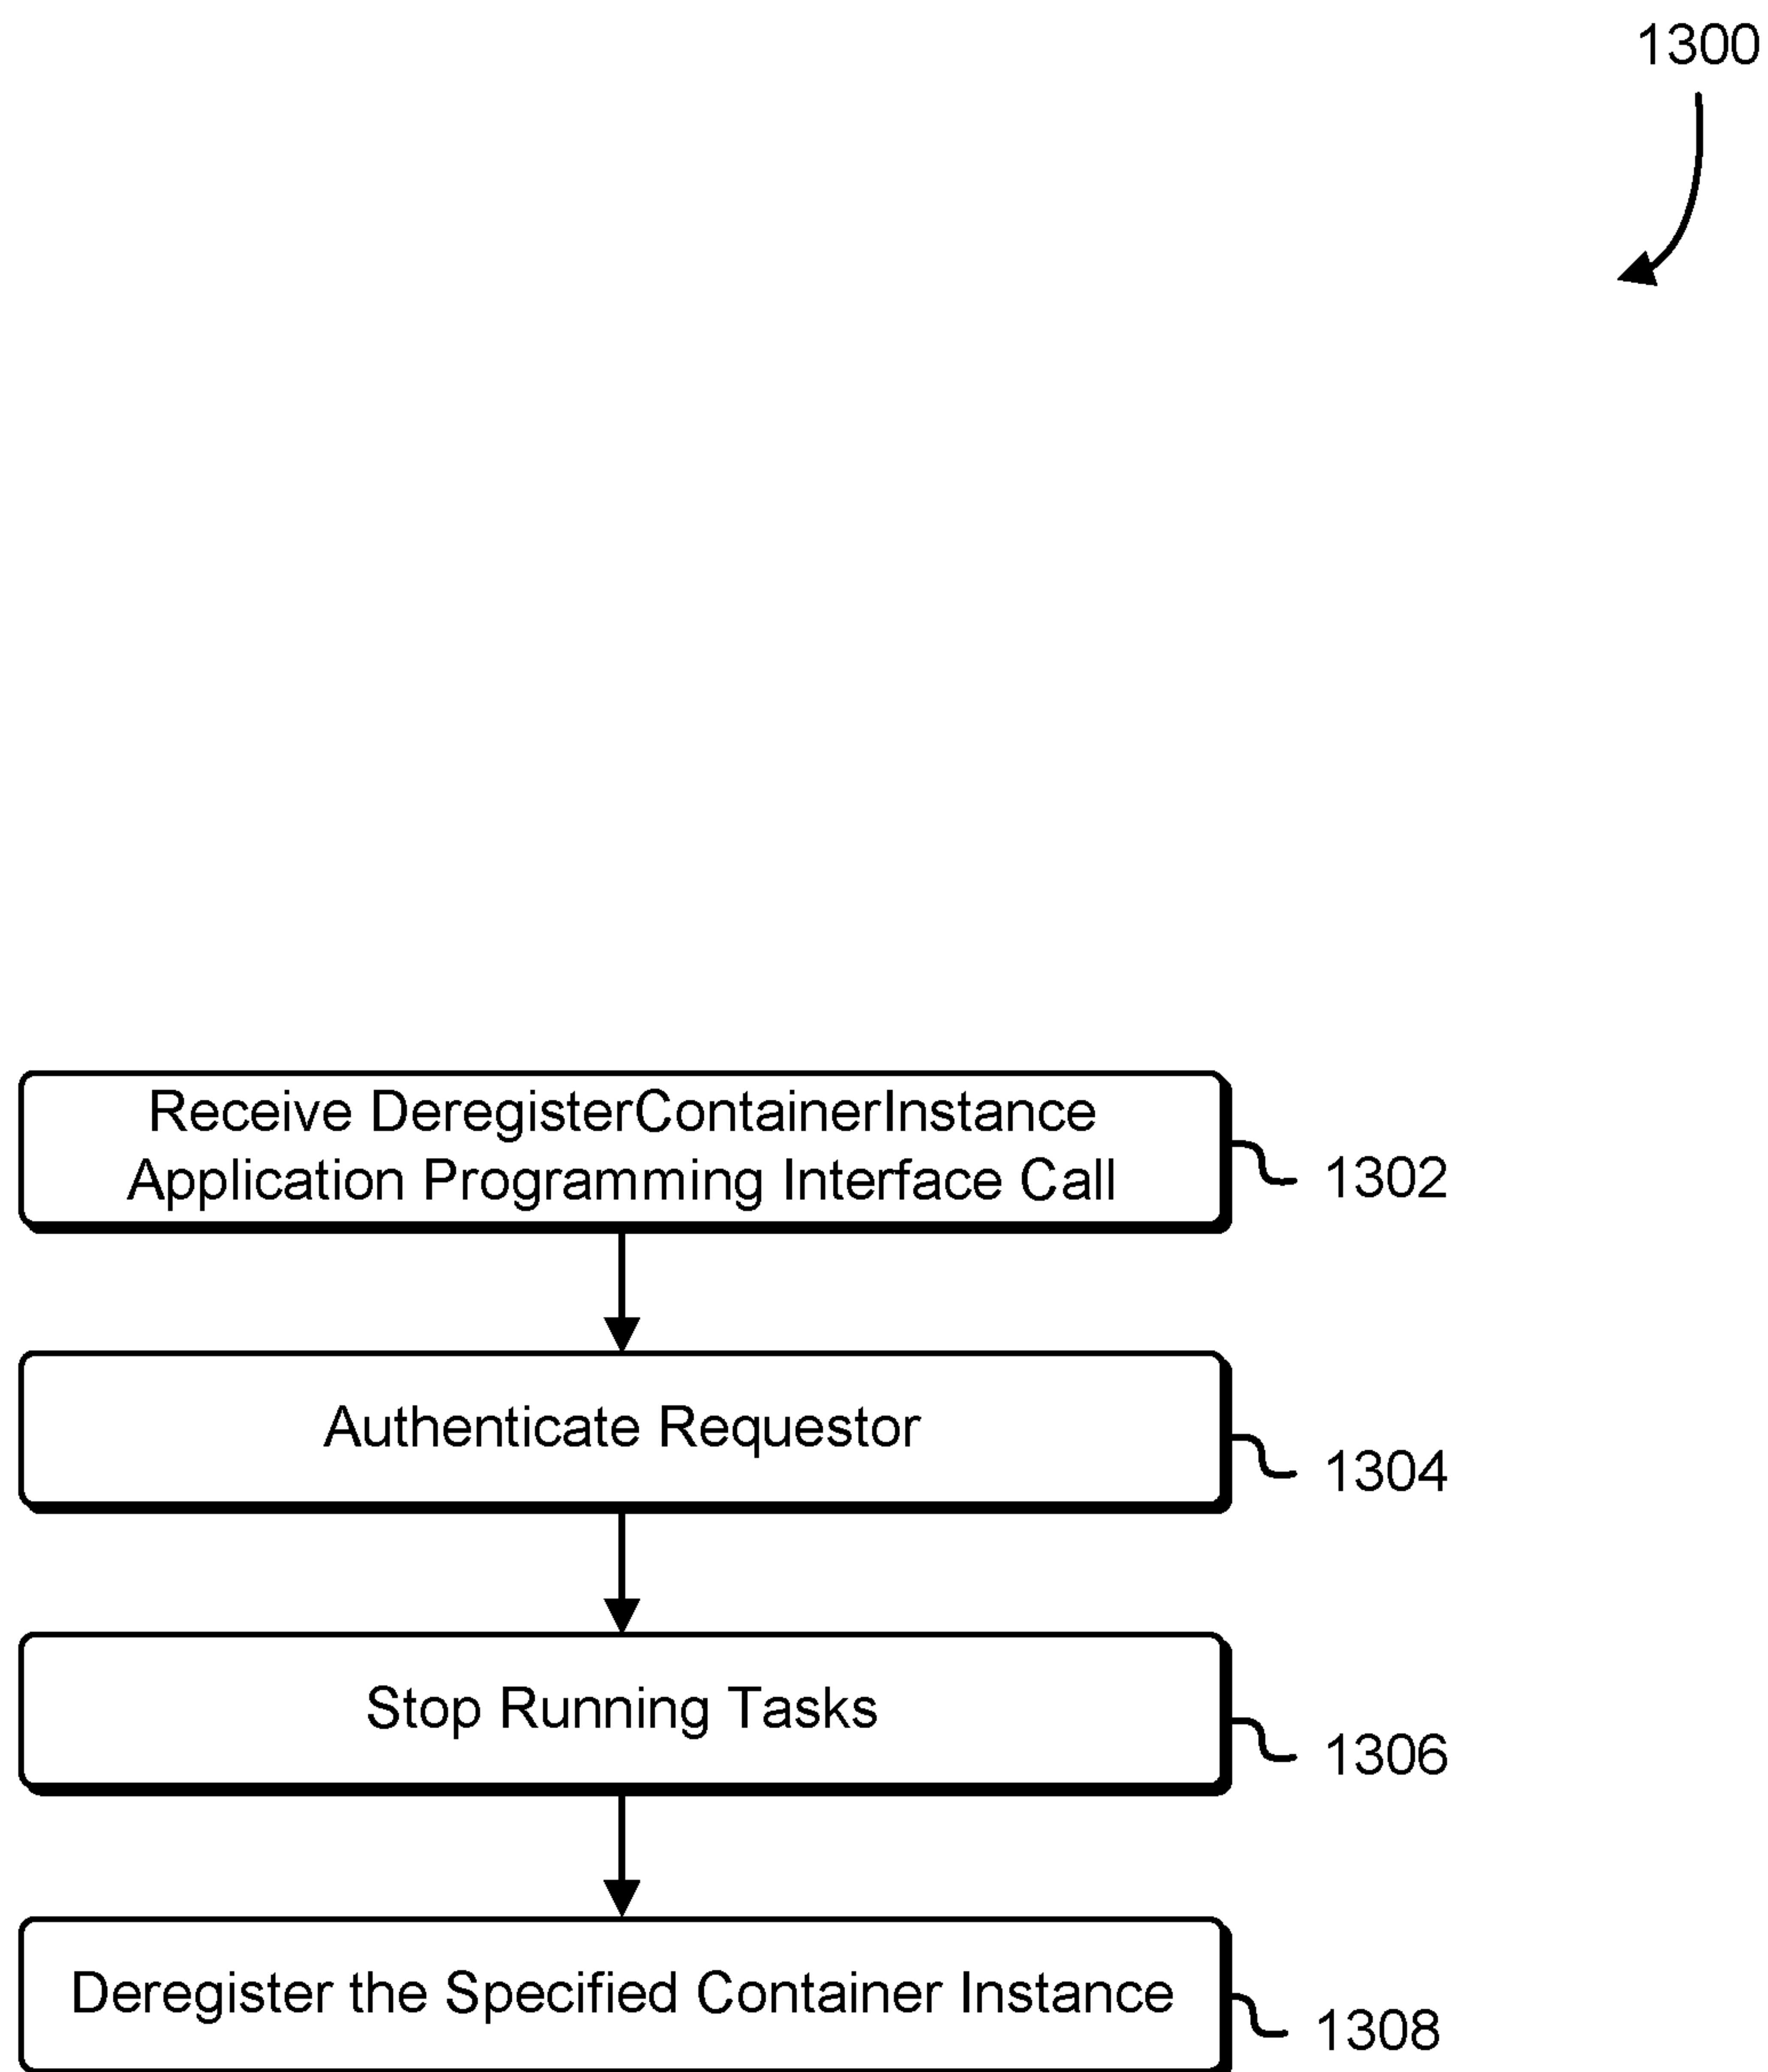 1300
Receive DeregisterContainerInstance
Application Programming Interface Call
1302
Authenticate Requestor
1304
Stop Running Tasks
1306
Deregister the Specified Container Instance
1308